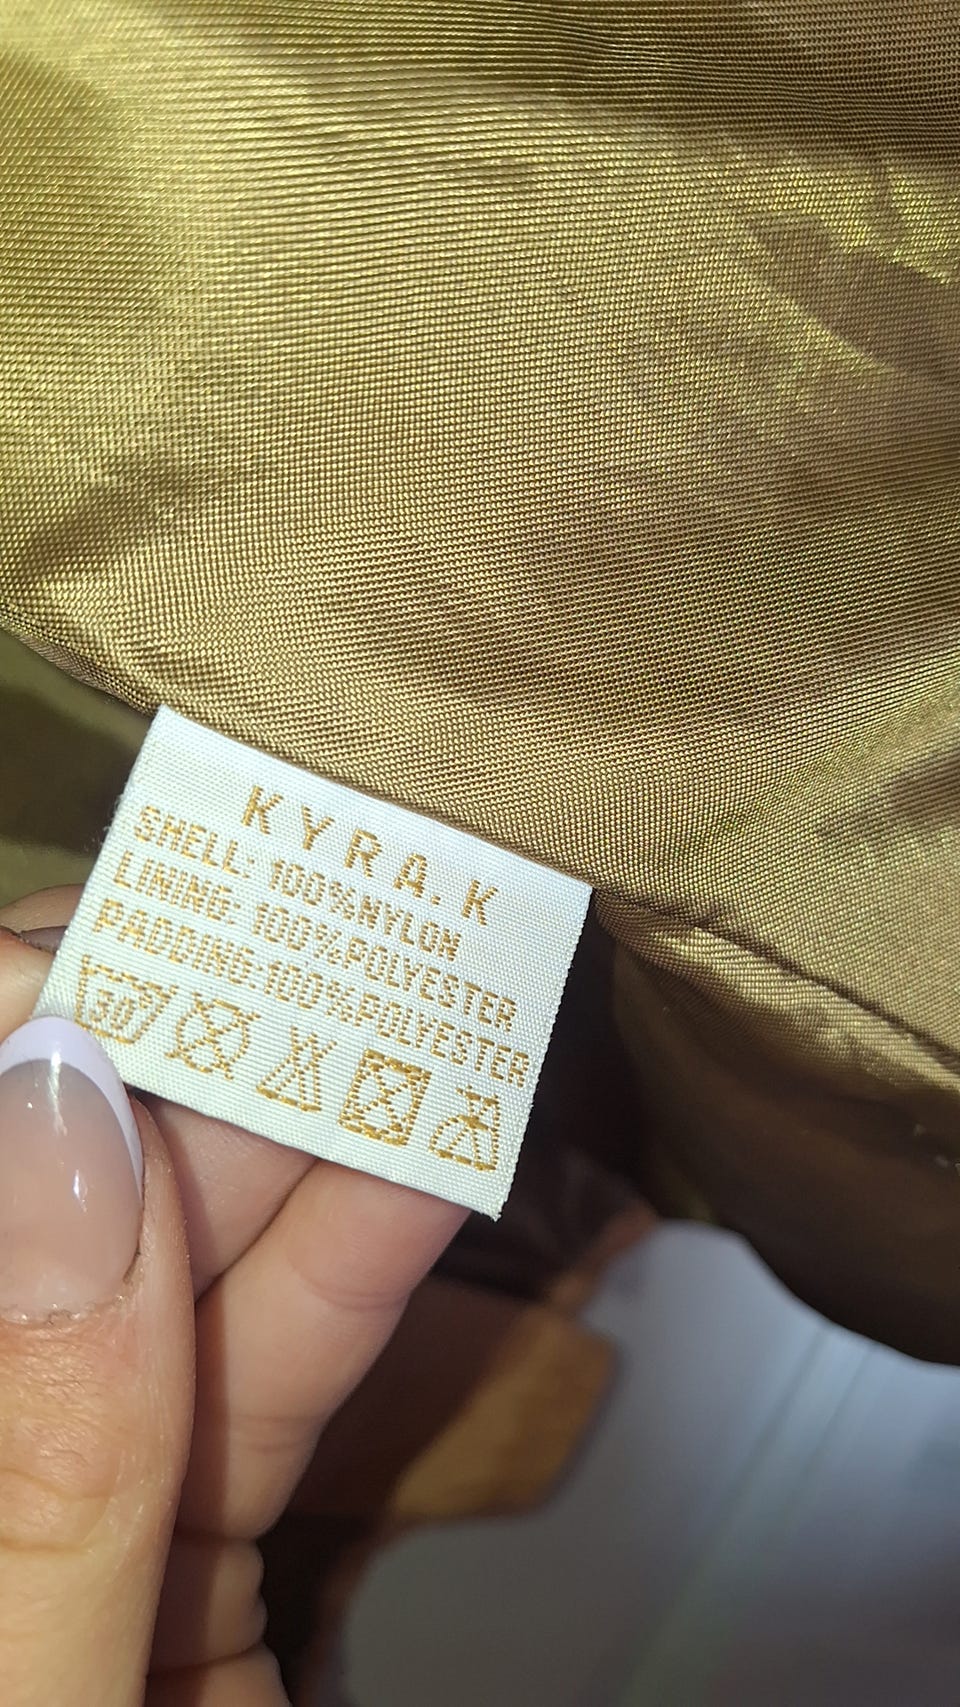 KYRA.K
SHELL: 100%NYLON
LINING: 100%POLYESTER
PADDING:100%POLYESTER
30°